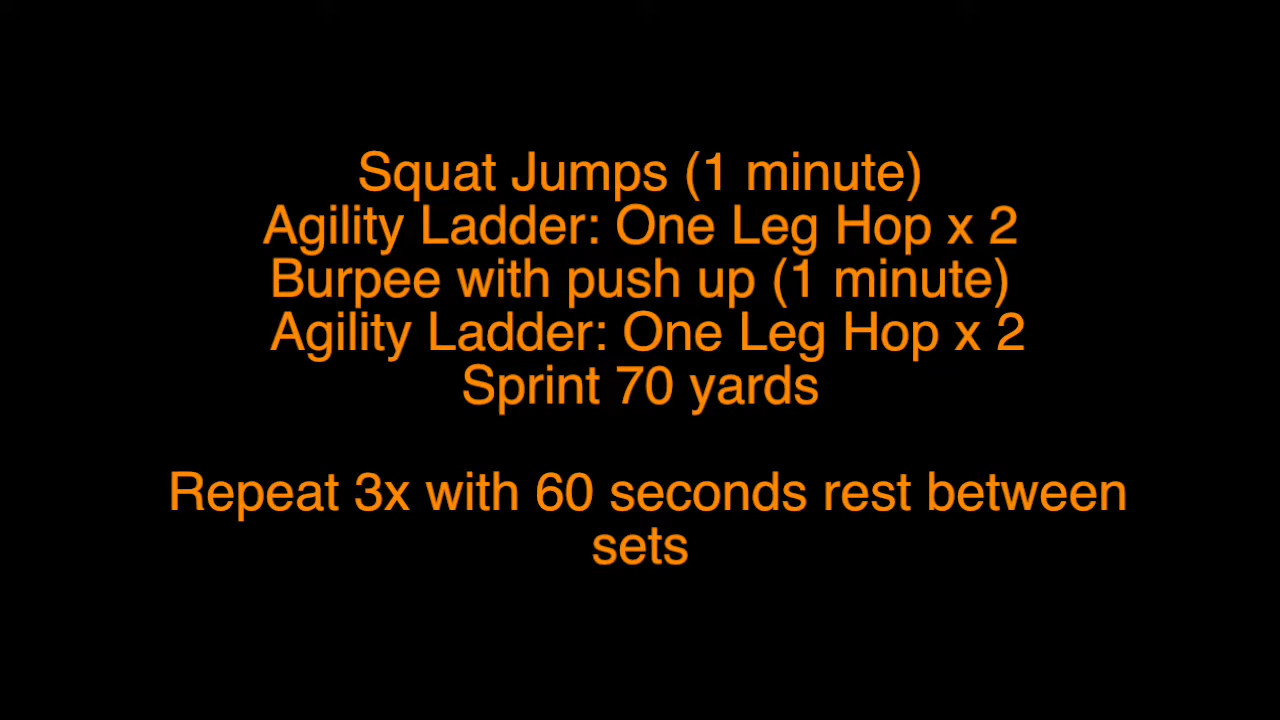 Squat Jumps (1 minute)
Agility Ladder: One Leg Hop x 2
Burpee with push up (1 minute)
Agility Ladder: One Leg Hop x 2
Sprint 70 yards
Repeat 3x with 60 seconds rest between
sets